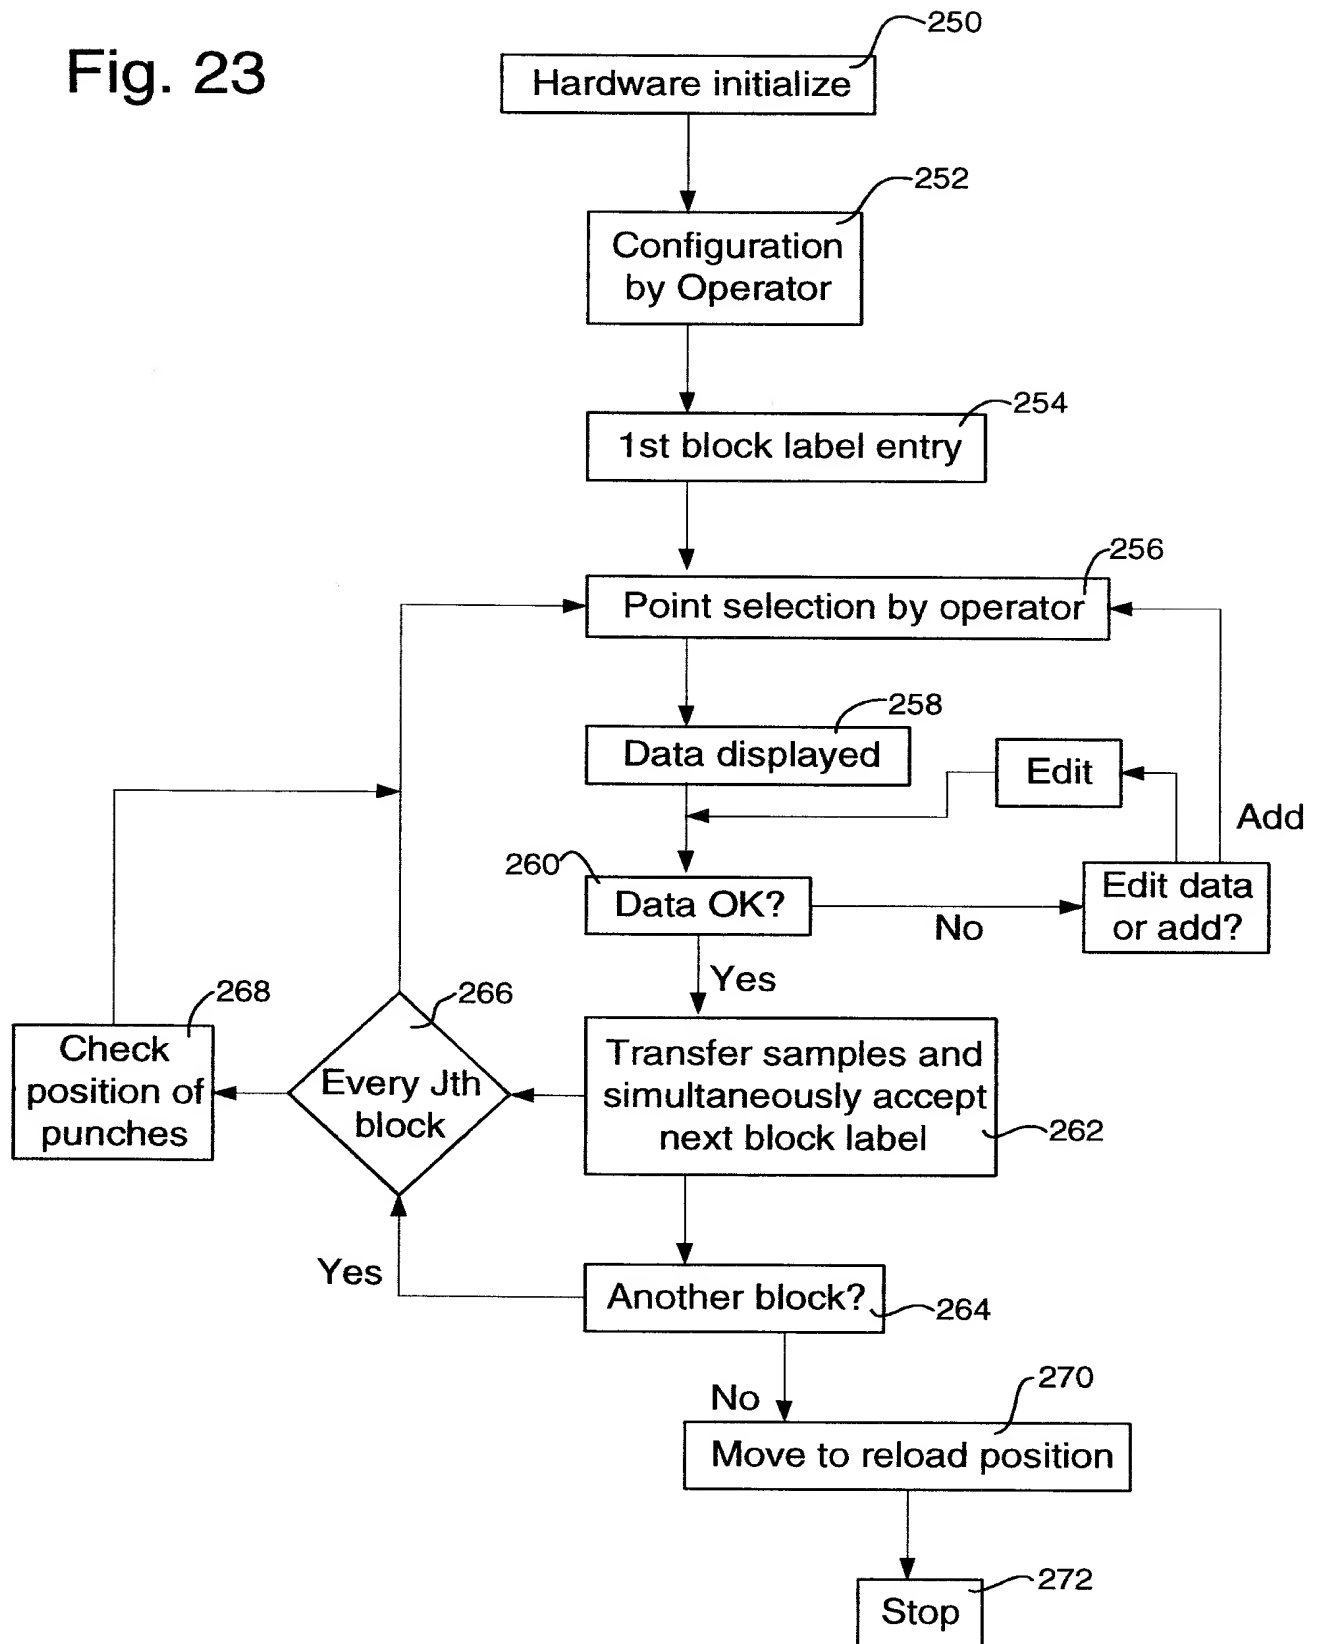 Fig. 23
250
Hardware initialize
252
Configuration
by Operator
254
1st block label entry
256
Point selection by operator
258
Data displayed
Edit
Add
260
Data OK?
No
Edit data
or add?
Yes
268
266
Check
position of
punches
Every Jth
block
Transfer samples and
simultaneously accept
next block label
262
Yes
Another block?
264
No
270
Move to reload position
272
Stop